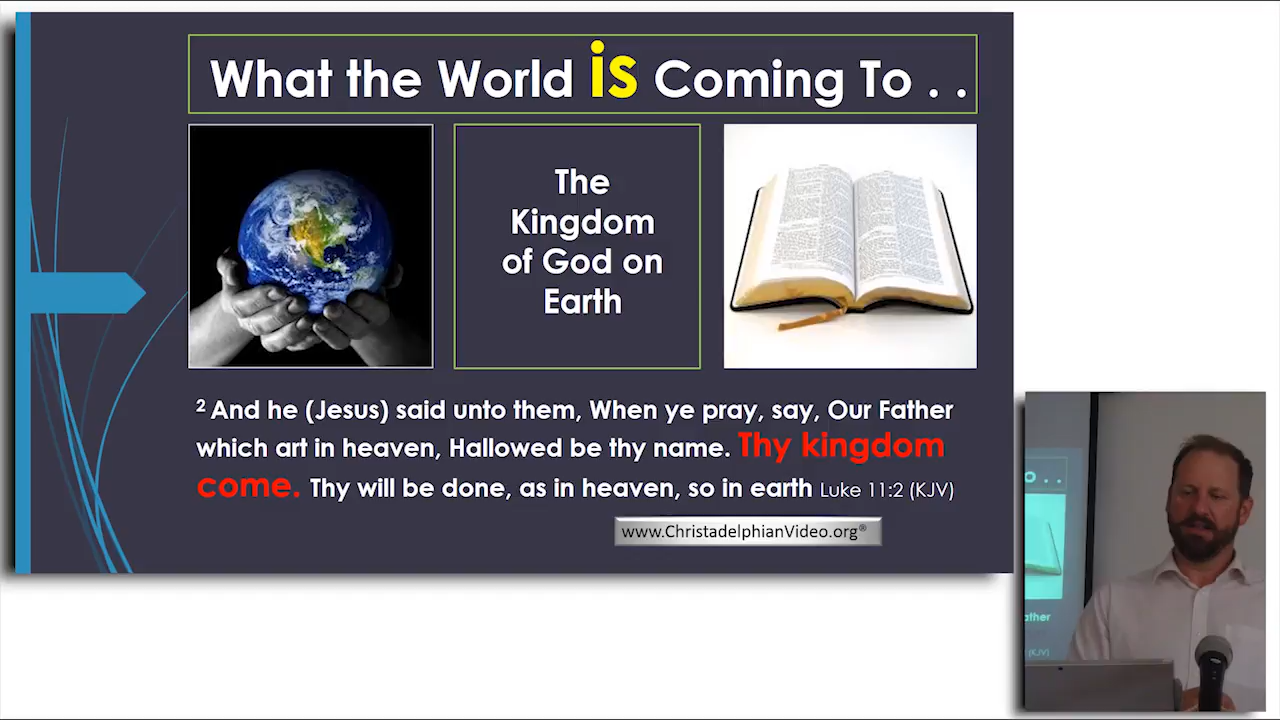 What the World is Coming To . .
The
Kingdom
of God on
Earth
2 And he (Jesus) said unto them, When ye pray, say, Our Father
which art in heaven, Hallowed be thy name. Thy kingdom
come. Thy will be done, as in heaven, so in earth Luke 11:2 (KJV)
www.ChristadelphianVideo.org®
o . .
ather
(KJV)